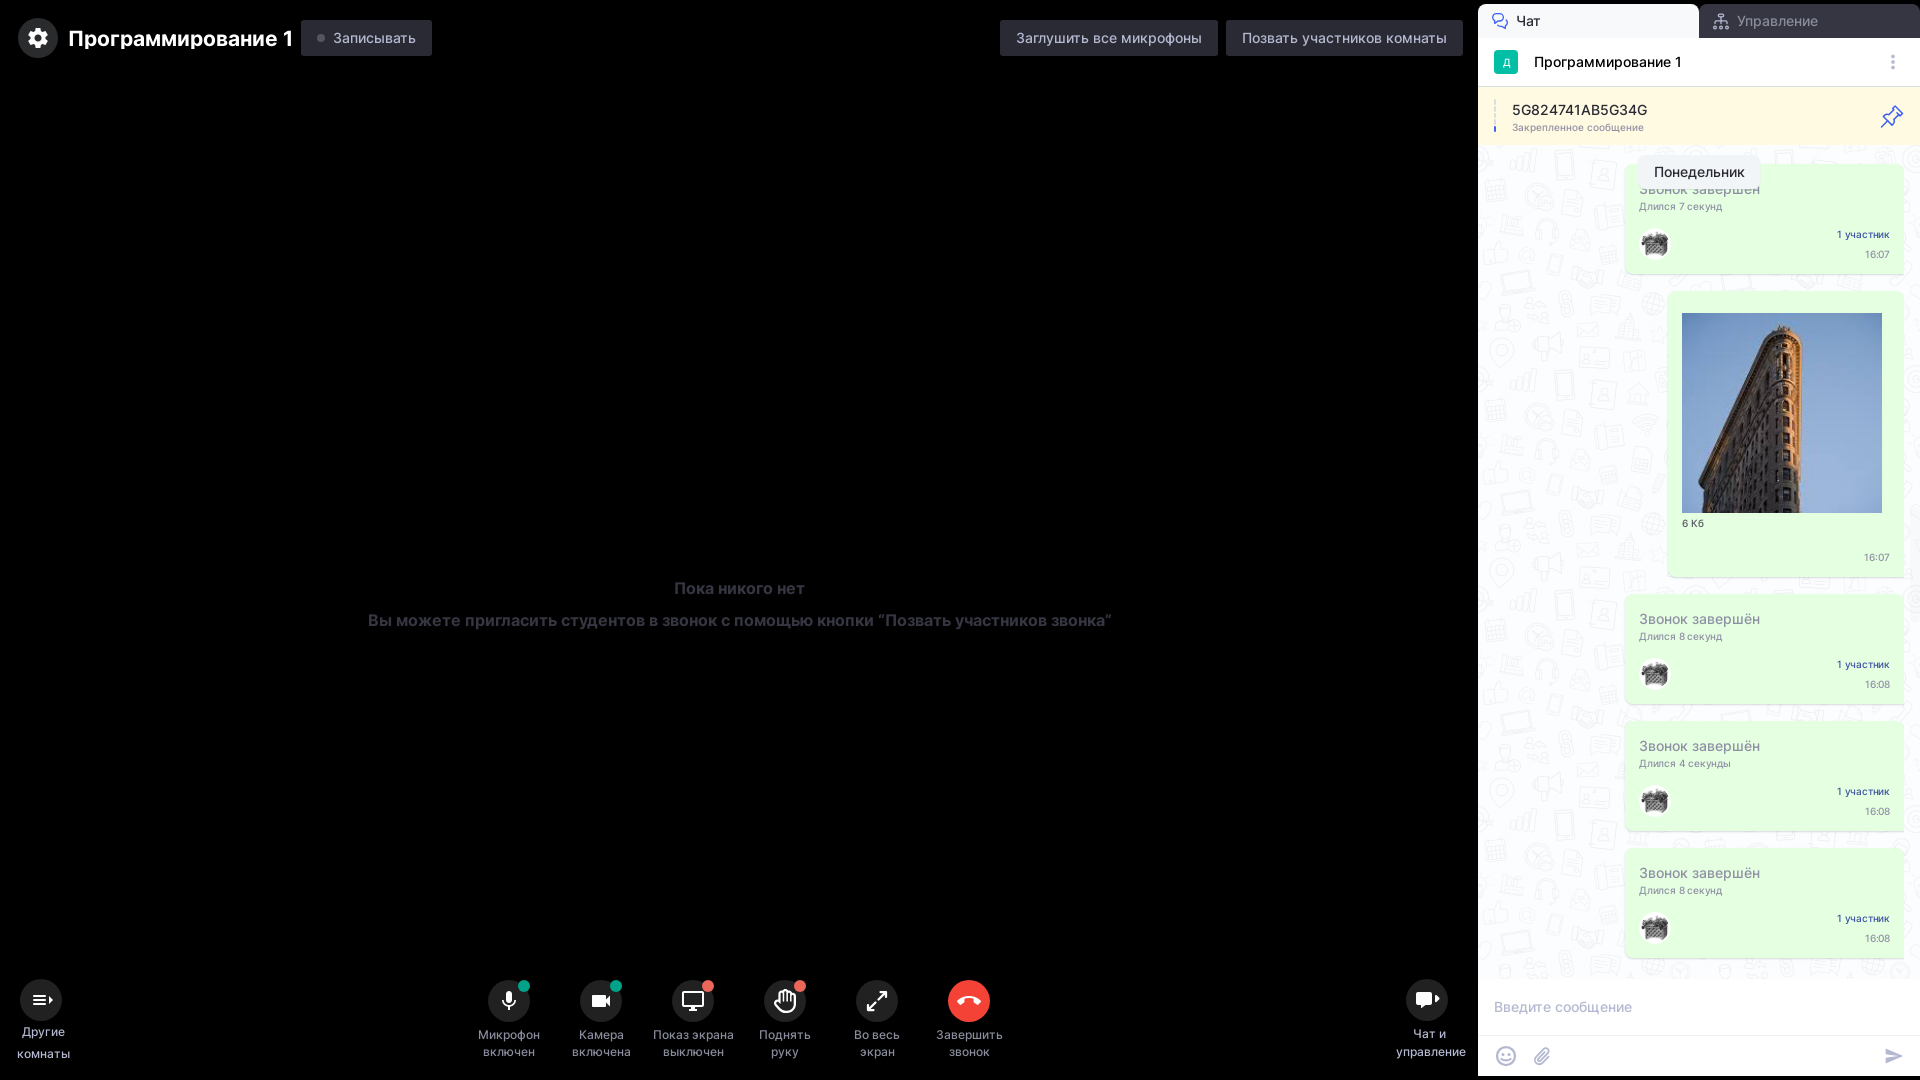 Программирование 1
Записывать
Заглушить все микрофоны
Позвать участников комнаты
Чат
Управление
Д
Программирование 1
5G824741AB5G34G
Закрепленное сообщение
Понедельник
Звонок завершён
Длился 7 секунд
1 участник
16:07
6 Кб
16:07
Звонок завершён
Длился 8 секунд
1 участник
16:08
Звонок завершён
Длился 4 секунды
1 участник
16:08
Звонок завершён
Длился 8 секунд
1 участник
16:08
Введите сообщение
Пока никого нет
Вы можете пригласить студентов в звонок с помощью кнопки “Позвать участников звонка”
Другие
комнаты
Микрофон
включен
Камера
включена
Показ экрана
выключен
Поднять
руку
Во весь
экран
Завершить
звонок
Чат и
управление